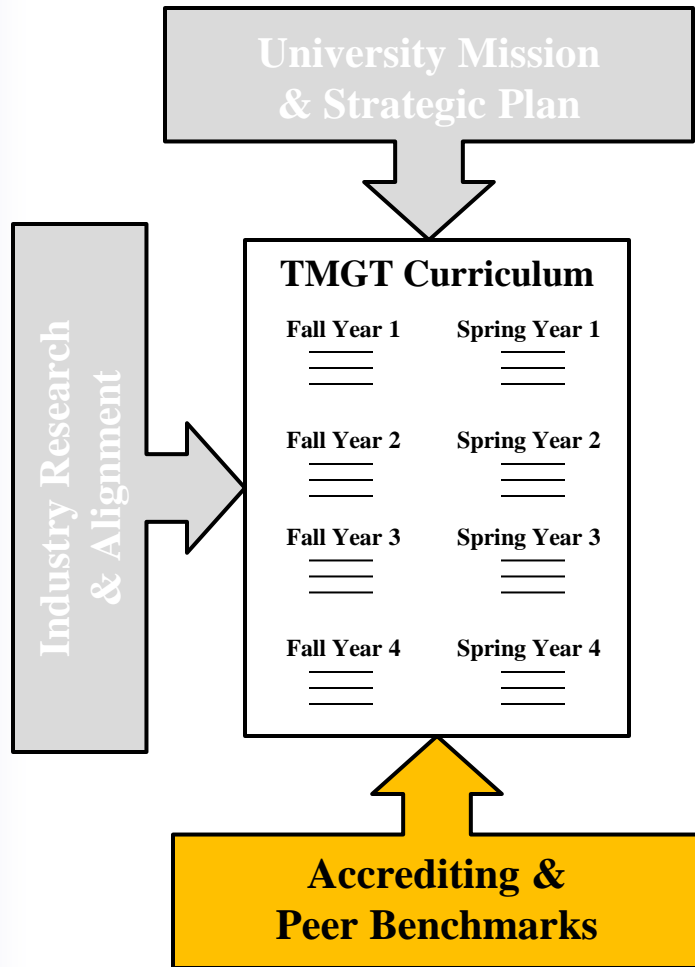 University Mission
& Strategic Plan
Industry Research
& Alignment
TMGT Curriculum
Fall Year 1 Spring Year 1
Fall Year 2 Spring Year 2
Fall Year 3 Spring Year 3
Fall Year 4 Spring Year 4
Accrediting &
Peer Benchmarks